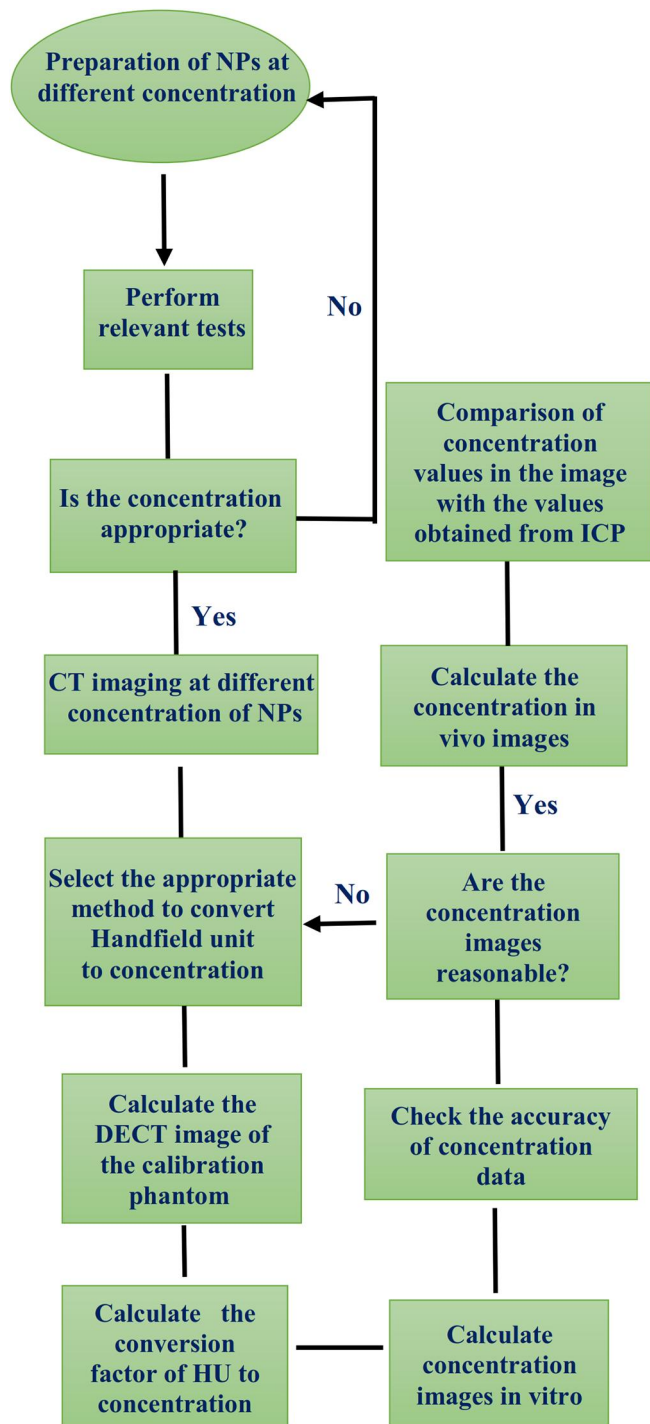 Preparation of NPs at
different concentration
Perform
relevant tests
No
Is the concentration
appropriate?
Yes
CT imaging at different
concentration of NPs
Select the appropriate
method to convert
Handfield unit
to concentration
Calculate the
DECT image of
the calibration
phantom
Calculate the
conversion
factor of HU to
concentration
Calculate
concentration
images in vitro
Check the accuracy
of concentration
data
Are the
concentration
images
reasonable?
No
Yes
Calculate the
concentration in
vivo images
Comparison of
concentration
values in the image
with the values
obtained from ICP